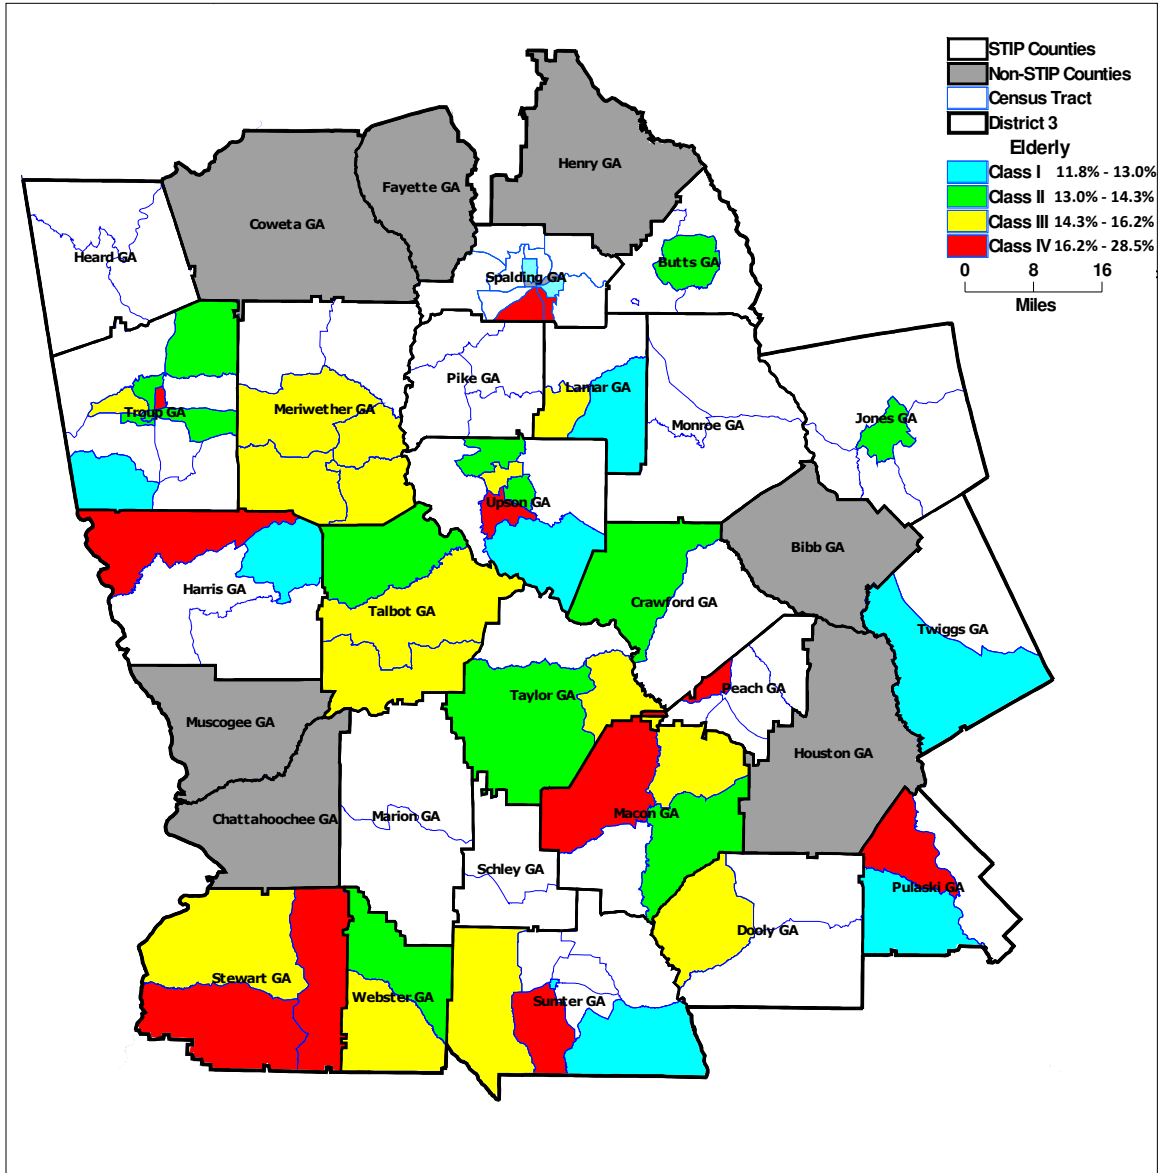 STIP Counties
Non-STIP Counties
Census Tract
District 3
Elderly
Class I 11.8% - 13.0%
Class II 13.0% - 14.3%
Class III 14.3% - 16.2%
Class IV 16.2% - 28.5%
0 8 16
Miles
Henry GA
Fayette GA
Coweta GA
Heard GA
Butts GA
Spalding GA
Pike GA
Lamar GA
Troup GA
Meriwether GA
Monroe GA
Jones GA
Upson GA
Bibb GA
Harris GA
Talbot GA
Crawford GA
Twiggs GA
Taylor GA
Peach GA
Muscogee GA
Houston GA
Chattahoochee GA
Marion GA
Macon GA
Schley GA
Pulaski GA
Dooly GA
Stewart GA
Webster GA
Sumter GA